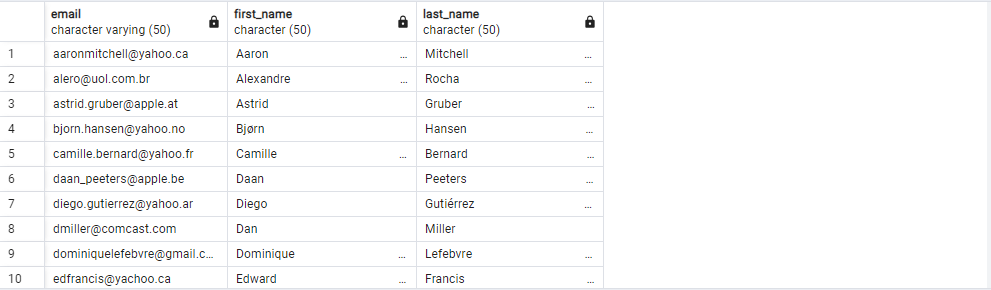 email first_name last_name
character varying (50) character (50) character (50)
1 aaronmitchell@yahoo.ca Aaron ... Mitchell ...
2 alero@uol.com.br Alexandre ... Rocha ...
3 astrid.gruber@apple.at Astrid Gruber ...
4 bjorn.hansen@yahoo.no Bjørn Hansen ...
5 camille.bernard@yahoo.fr Camille ... Bernard ...
6 daan_peeters@apple.be Daan Peeters ...
7 diego.gutierrez@yahoo.ar Diego Gutiérrez ...
8 dmiller@comcast.com Dan Miller
9 dominiquelefebvre@gmail.c... Dominique ... Lefebvre ...
10 edfrancis@yachoo.ca Edward ... Francis ...